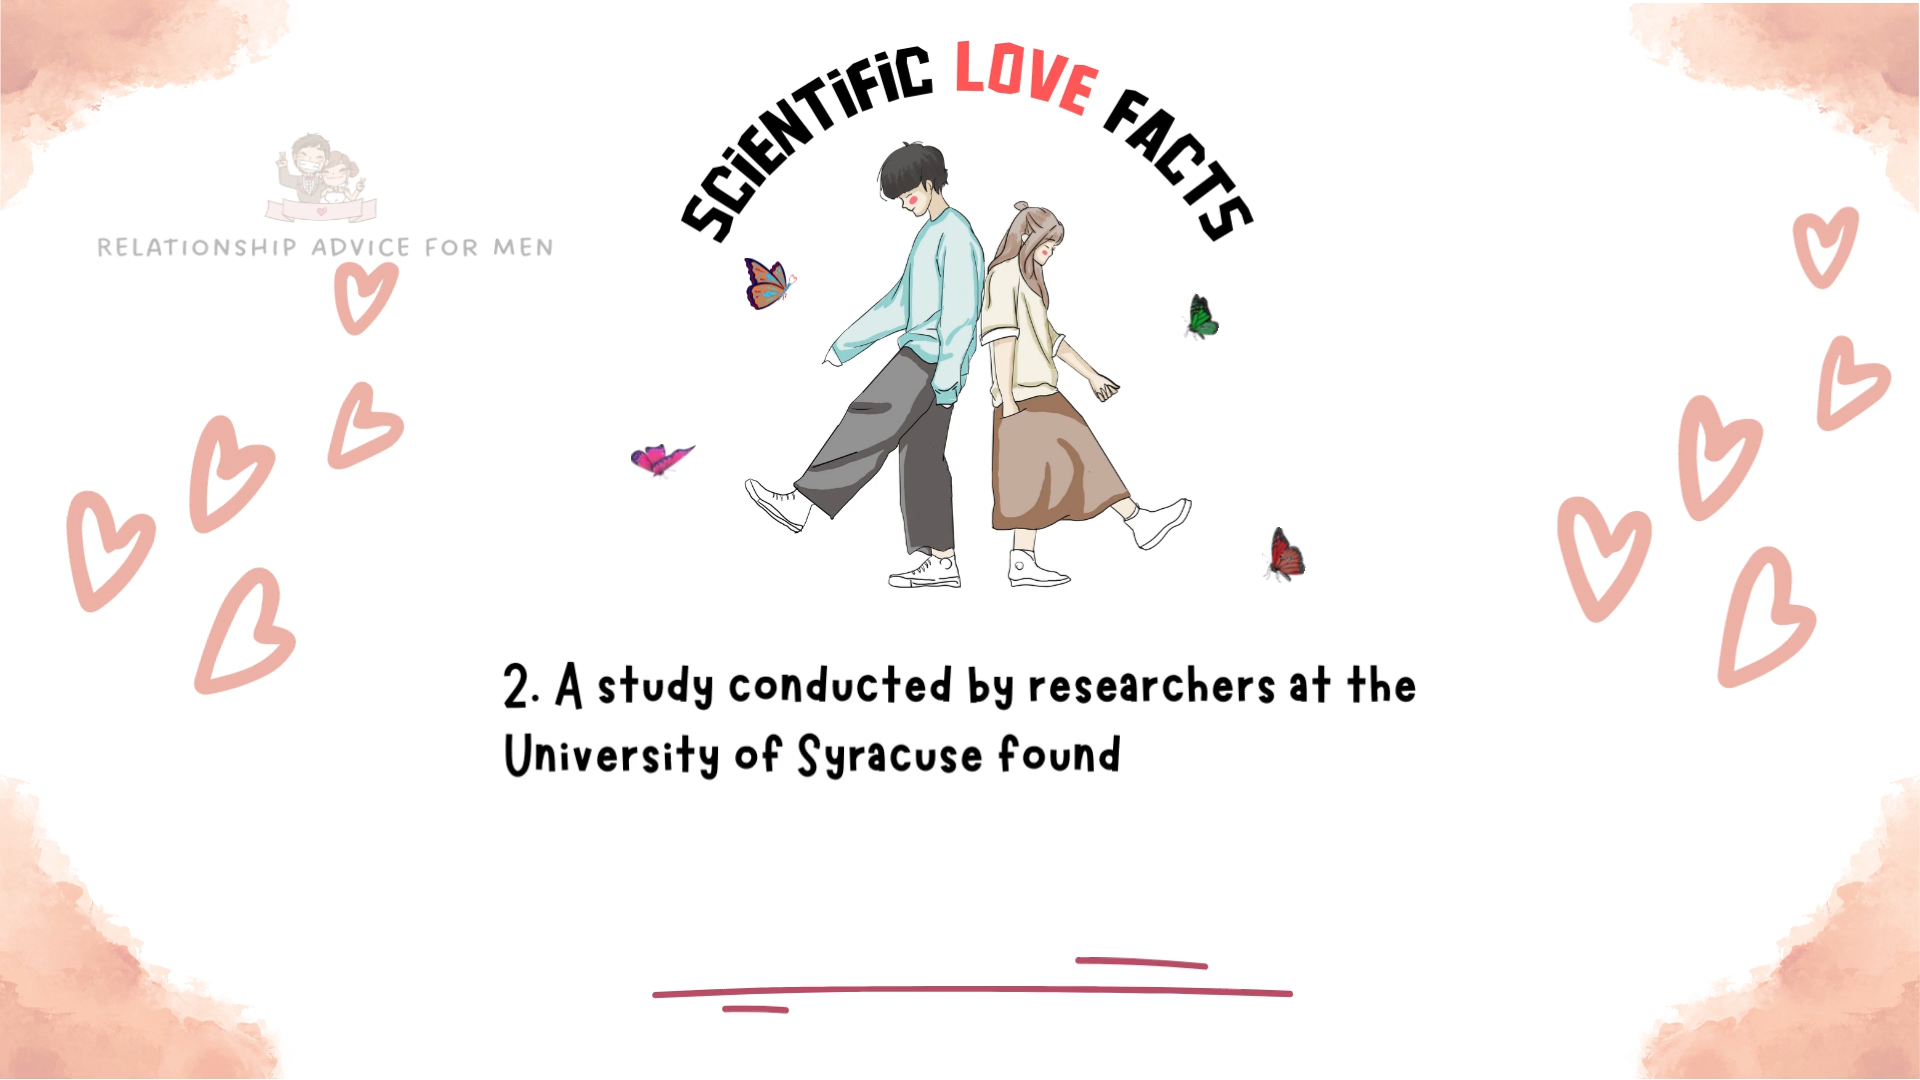 SCIENTIFIC LOVE FACTS
RELATIONSHIP ADVICE FOR MEN
2. A study conducted by researchers at the
University of Syracuse found